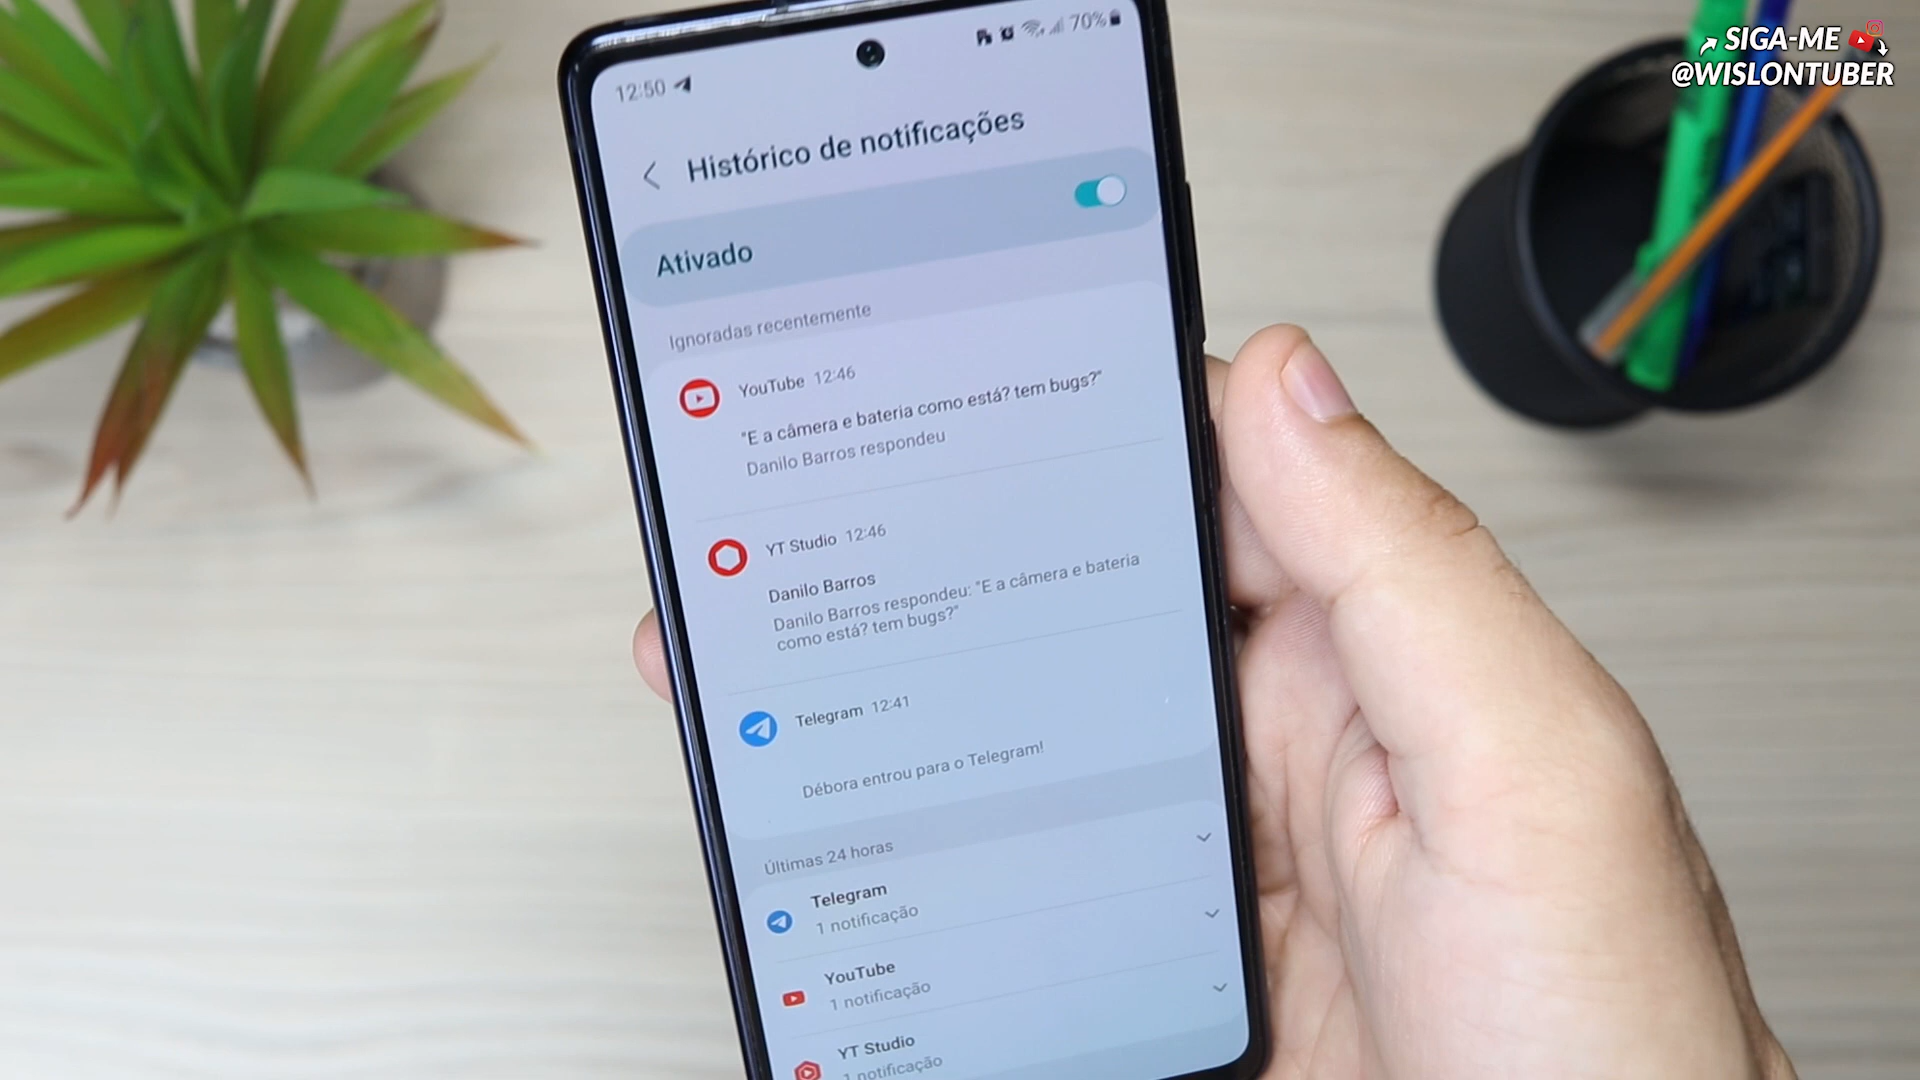 SIGA-ME
@WISLONTUBER
12:50
70%
Histórico de notificações
Ativado
Ignoradas recentemente
YouTube 12:46
"E a câmera e bateria como está? tem bugs?"
Danilo Barros respondeu
YT Studio 12:46
Danilo Barros
Danilo Barros respondeu: "E a câmera e bateria
como está? tem bugs?"
Telegram 12:41
Débora entrou para o Telegram!
Últimas 24 horas
Telegram
1 notificação
YouTube
1 notificação
YT Studio
1 notificação